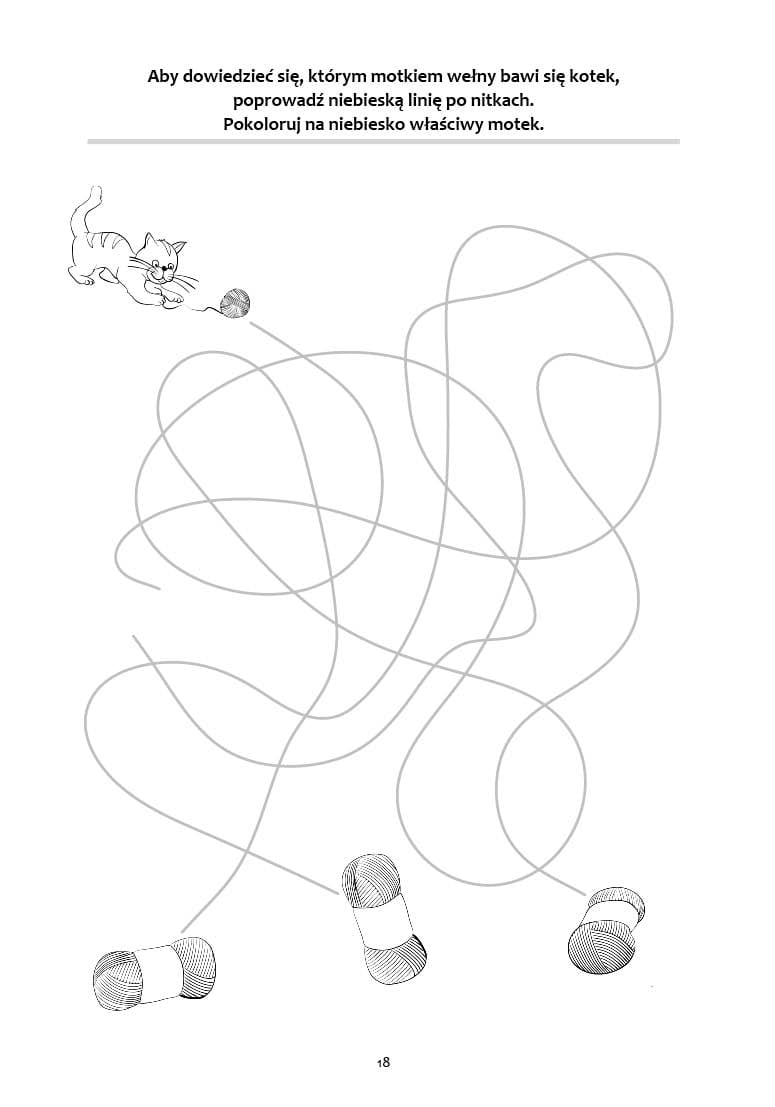 Aby dowiedzieć się, którym motkiem wełny bawi się kotek,
poprowadź niebieską linię po nitkach.
Pokoloruj na niebiesko właściwy motek.
18